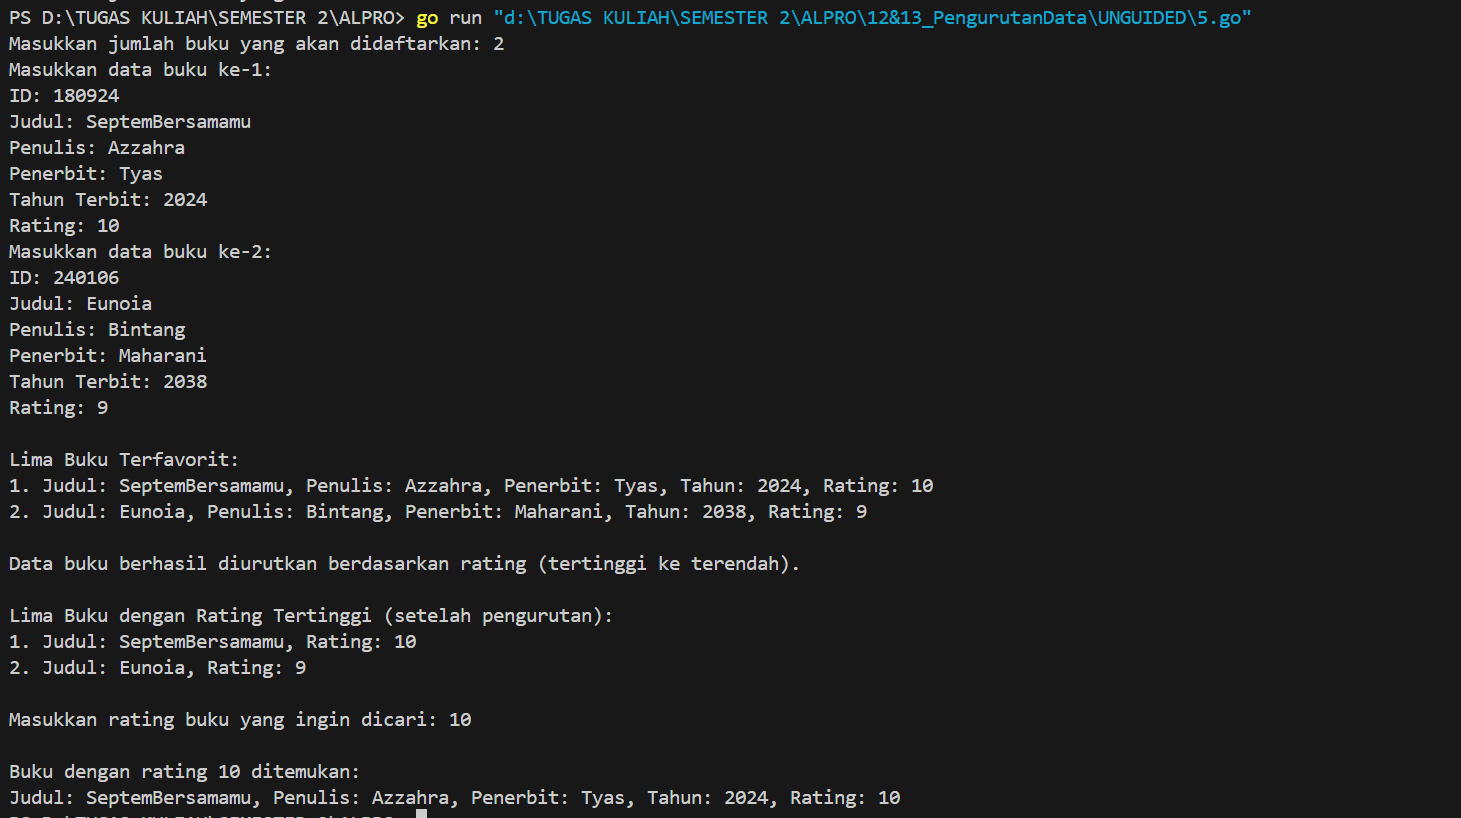 PS D:\TUGAS KULIAH\SEMESTER 2\ALPRO> go run "d:\TUGAS KULIAH\SEMESTER 2\ALPRO\12&13_PengurutanData\UNGUIDED\5.go"
Masukkan jumlah buku yang akan didaftarkan: 2
Masukkan data buku ke-1:
ID: 180924
Judul: SeptemBersamamu
Penulis: Azzahra
Penerbit: Tyas
Tahun Terbit: 2024
Rating: 10
Masukkan data buku ke-2:
ID: 240106
Judul: Eunoia
Penulis: Bintang
Penerbit: Maharani
Tahun Terbit: 2038
Rating: 9
Lima Buku Terfavorit:
1. Judul: SeptemBersamamu, Penulis: Azzahra, Penerbit: Tyas, Tahun: 2024, Rating: 10
2. Judul: Eunoia, Penulis: Bintang, Penerbit: Maharani, Tahun: 2038, Rating: 9
Data buku berhasil diurutkan berdasarkan rating (tertinggi ke terendah).
Lima Buku dengan Rating Tertinggi (setelah pengurutan):
1. Judul: SeptemBersamamu, Rating: 10
2. Judul: Eunoia, Rating: 9
Masukkan rating buku yang ingin dicari: 10
Buku dengan rating 10 ditemukan:
Judul: SeptemBersamamu, Penulis: Azzahra, Penerbit: Tyas, Tahun: 2024, Rating: 10